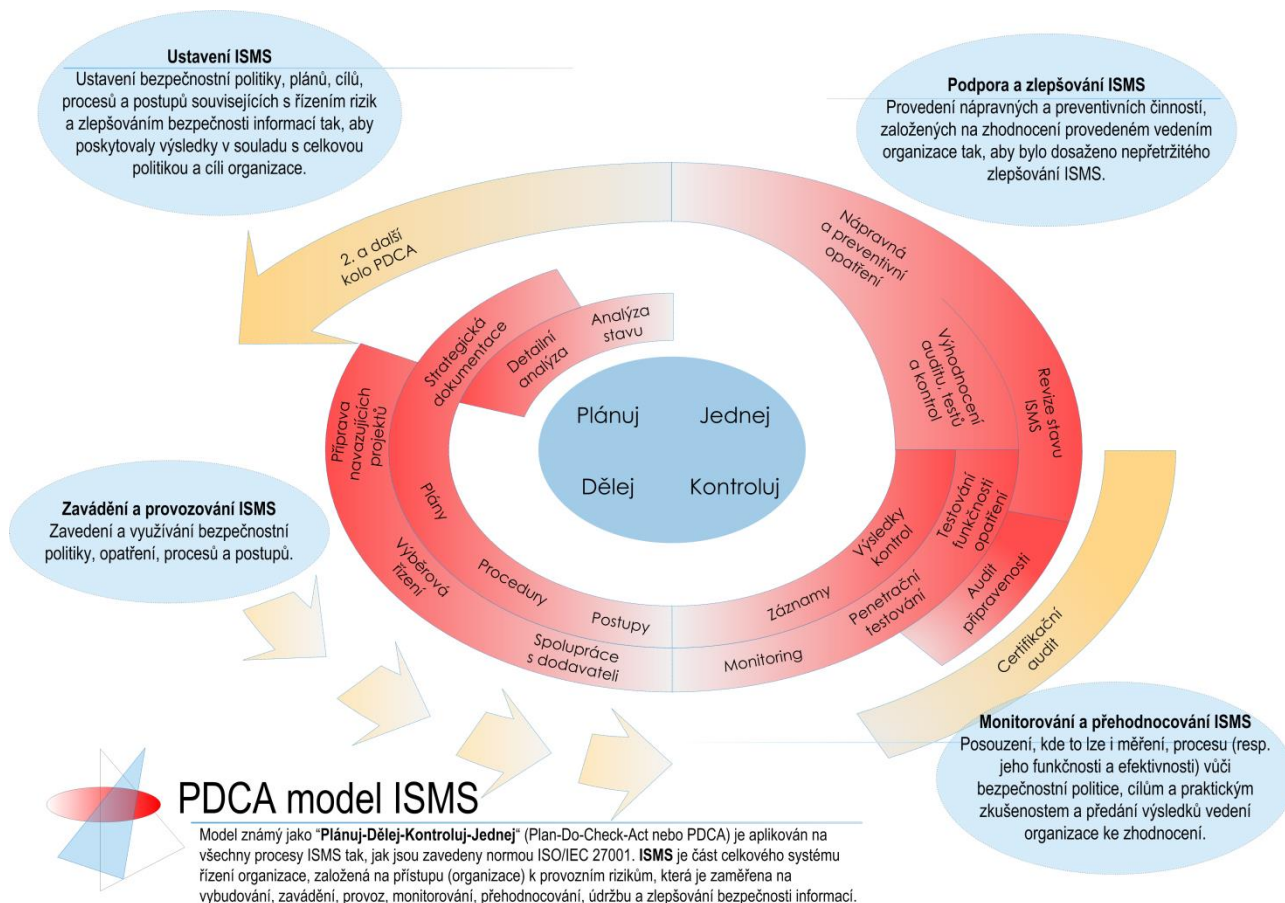 Ustavení ISMS
Ustavení bezpečnostní politiky, plánů, cílů,
procesů a postupů souvisejících s řízením rizik
a zlepšováním bezpečnosti informací tak, aby
poskytovaly výsledky v souladu s celkovou
politikou a cíli organizace.
Podpora a zlepšování ISMS
Provedení nápravných a preventivních činností,
založených na zhodnocení provedeném vedením
organizace tak, aby bylo dosaženo nepřetržitého
zlepšování ISMS.
2. a další
kolo PDCA
Nápravná
a preventivní
opatření
Strategická
dokumentace
Detailní
analýza
Analýza
stavu
Výhodnocení
auditu, testů
a kontrol
Revize stavu
ISMS
Příprava
navazujících
projektů
Plánuj
Jednej
Dělej
Kontroluj
Zavádění a provozování ISMS
Zavedení a využívání bezpečnostní
politiky, opatření, procesů a postupů.
Plány
Výběrová
řízení
Procedury
Postupy
Spolupráce
s dodavateli
Záznamy
Výsledky
kontrol
Monitoring
Penetrační
testování
Testování
funkčnosti
opatření
Audit
připravenosti
Certifikační
audit
Monitorování a přehodnocování ISMS
Posouzení, kde to lze i měření, procesu (resp.
jeho funkčnosti a efektivnosti) vůči
bezpečnostní politice, cílům a praktickým
zkušenostem a předání výsledků vedení
organizace ke zhodnocení.
PDCA model ISMS
Model známý jako “Plánuj-Dělej-Kontroluj-Jednej“ (Plan-Do-Check-Act nebo PDCA) je aplikován na
všechny procesy ISMS tak, jak jsou zavedeny normou ISO/IEC 27001. ISMS je část celkového systému
řízení organizace, založená na přístupu (organizace) k provozním rizikům, která je zaměřena na
vybudování, zavádění, provoz, monitorování, přehodnocování, údržbu a zlepšování bezpečnosti informací.